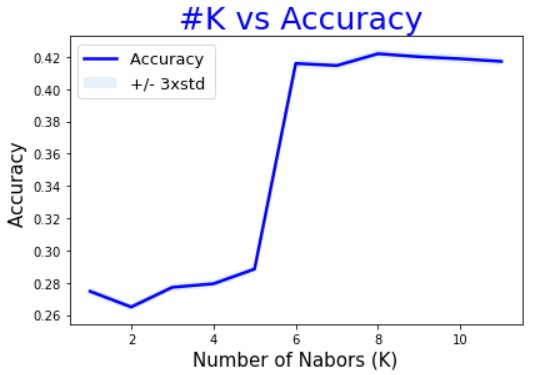 #K vs Accuracy
Accuracy
+/- 3xstd
0.42
0.40
0.38
0.36
0.34
0.32
0.30
0.28
0.26
Accuracy
2 4 6 8 10
Number of Nabors (K)